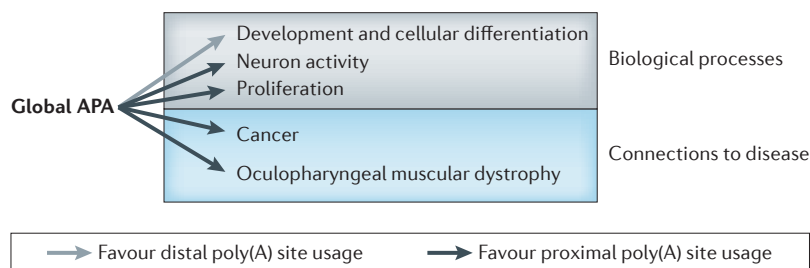 Development and cellular differentiation
Neuron activity
Proliferation
Biological processes
Global APA
Cancer
Oculopharyngeal muscular dystrophy
Connections to disease
Favour distal poly(A) site usage
Favour proximal poly(A) site usage